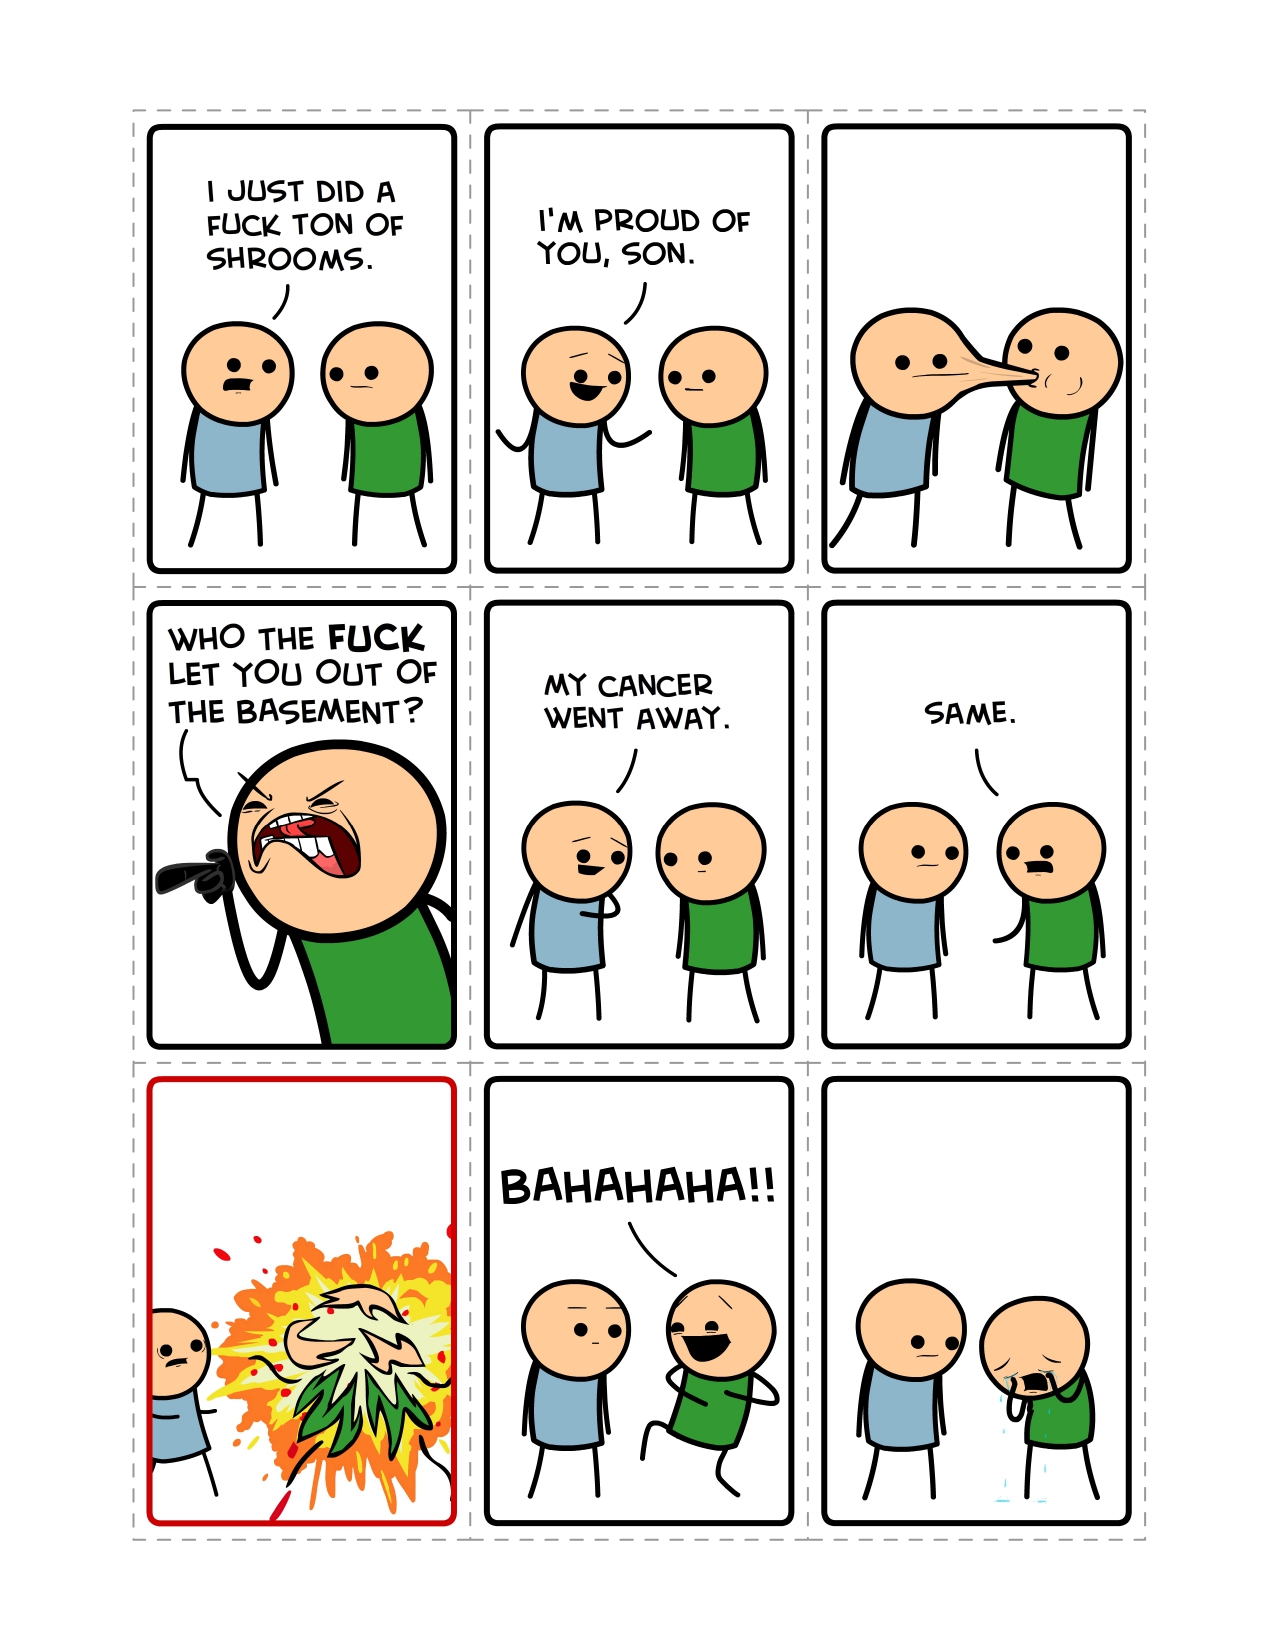 I JUST DID A
FUCK TON OF
SHROOMS.
I'M PROUD OF
YOU, SON.
WHO THE FUCK
LET YOU OUT OF
THE BASEMENT?
MY CANCER
WENT AWAY.
SAME.
BAHAHAHA!!